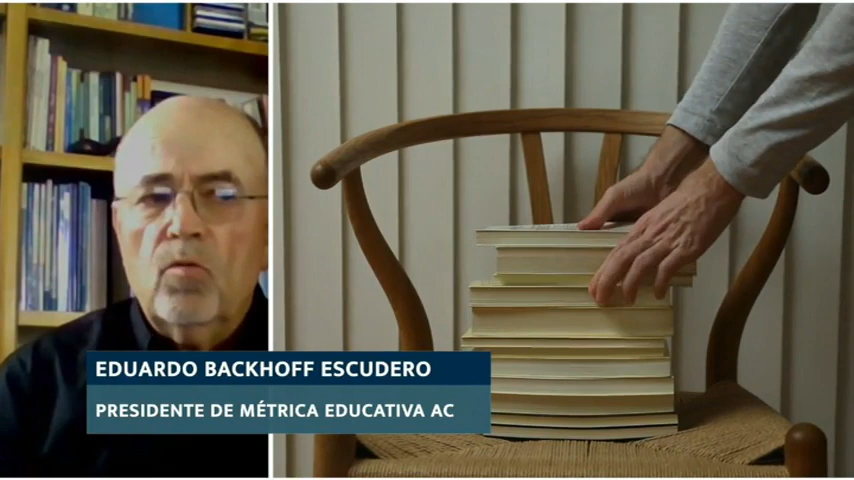 EDUARDO BACKHOFF ESCUDERO
PRESIDENTE DE MÉTRICA EDUCATIVA AC